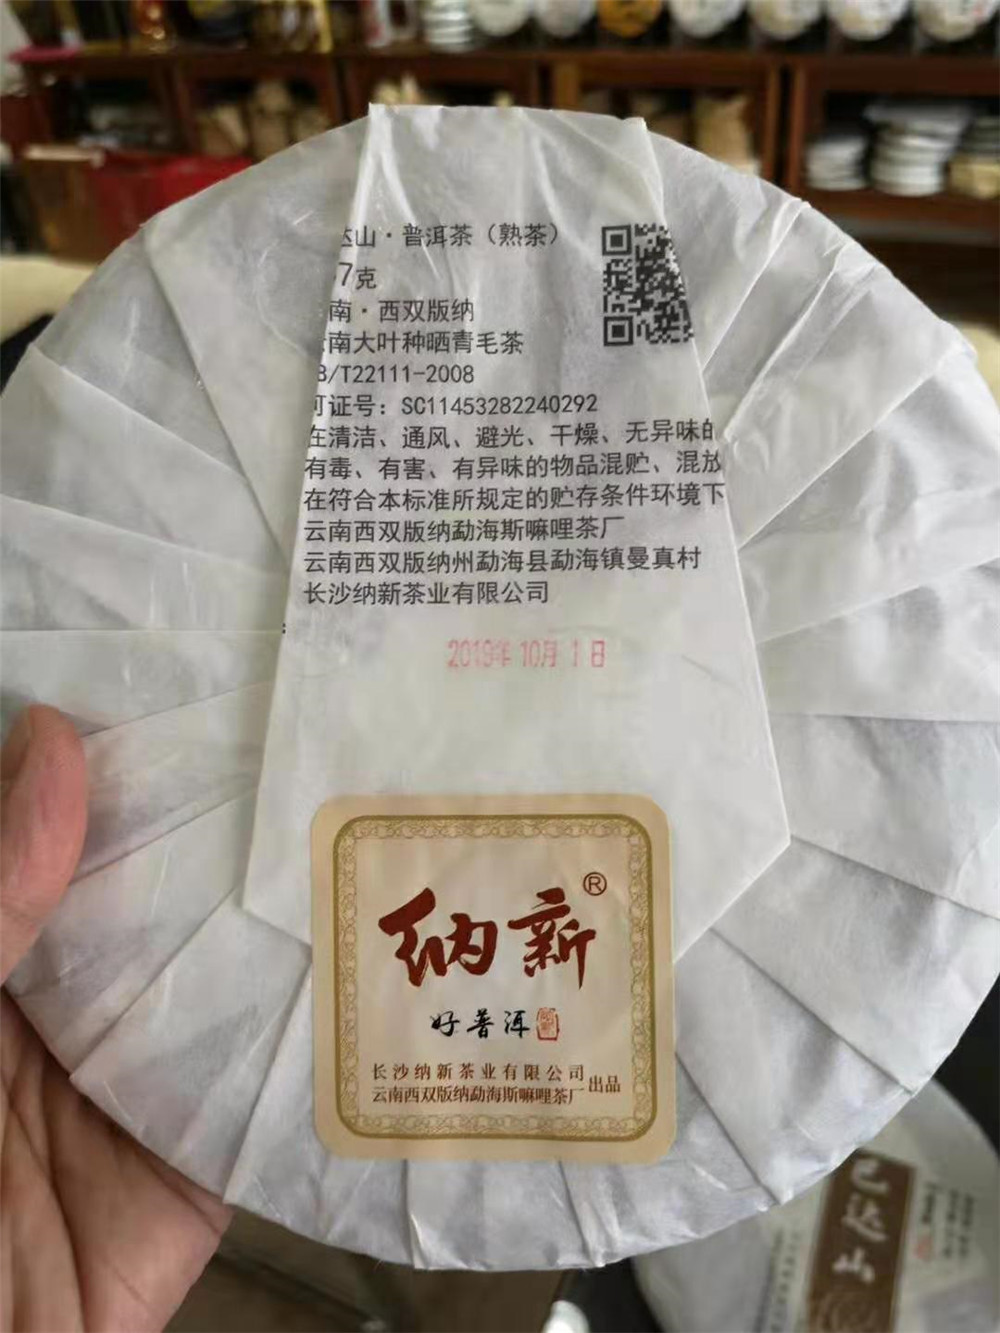 达山·普洱茶（熟茶）
7克
南·西双版纳
南大叶种晒青毛茶
B/T22111-2008
可证号：SC11453282240292
在清洁、通风、避光、干燥、无异味的
有毒、有害、有异味的物品混贮、混放
在符合本标准所规定的贮存条件环境下
云南西双版纳勐海斯嘛哩茶厂
云南西双版纳州勐海县勐海镇曼真村
长沙纳新茶业有限公司
2019年10月1日
纳新®
好普洱
长沙纳新茶业有限公司
云南西双版纳勐海斯嘛哩茶厂 出品
巴达山